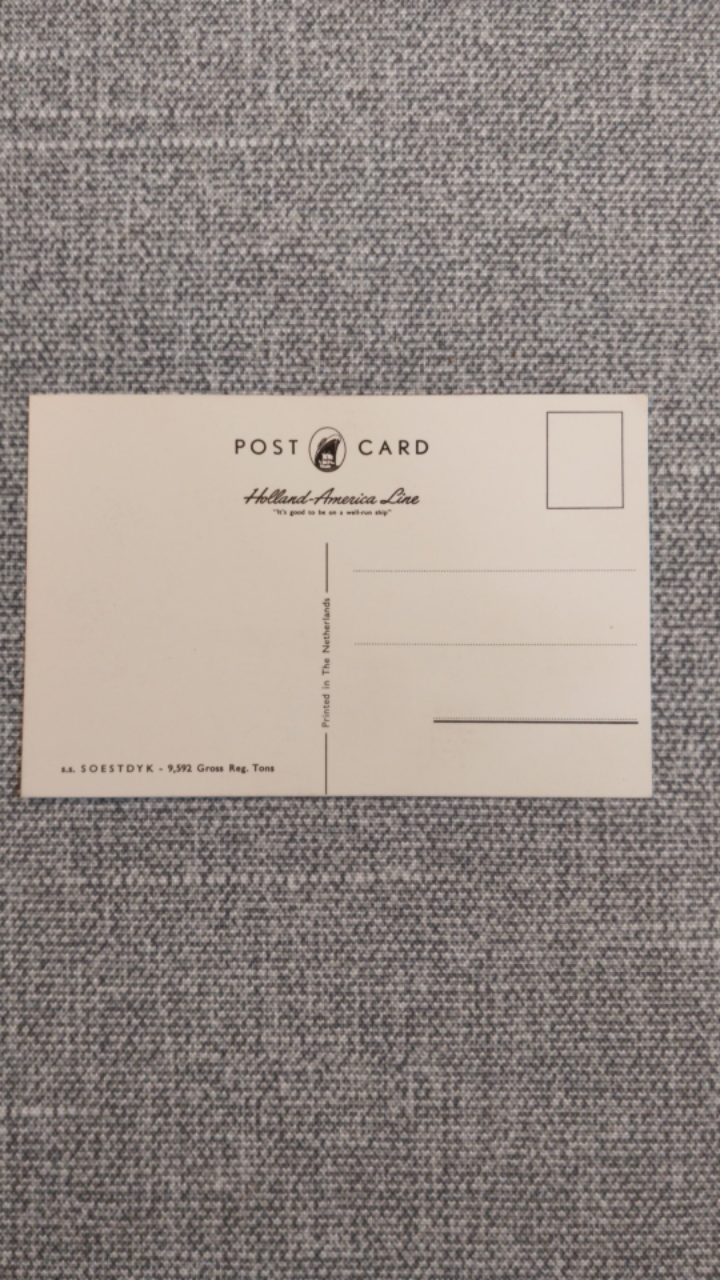 POST CARD
Holland-America Line
"It's good to be on a well-run ship"
Printed in The Netherlands
s.s. SOESTDYK - 9,592 Gross Reg. Tons